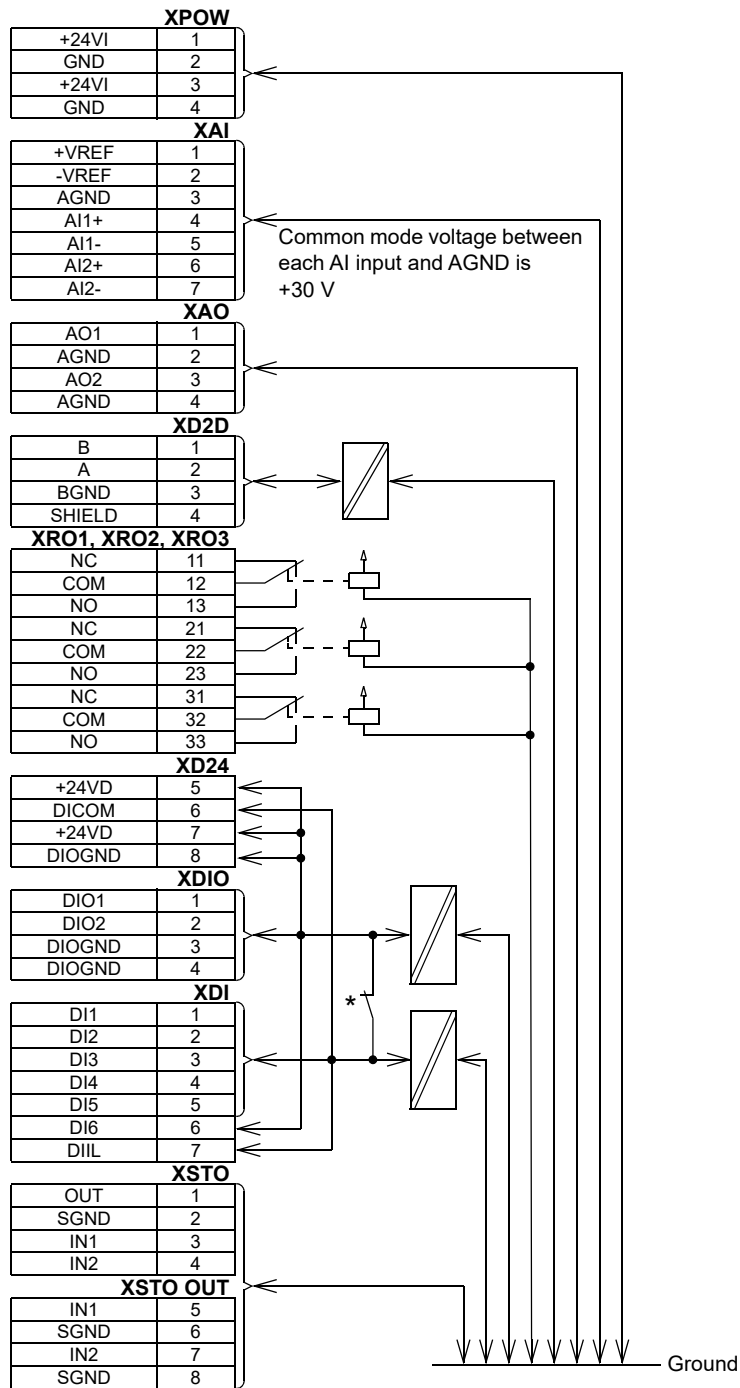 XPOW
+24VI 1
GND 2
+24VI 3
GND 4
XAI
+VREF 1
-VREF 2
AGND 3
AI1+ 4
AI1- 5
AI2+ 6
AI2- 7
Common mode voltage between
each AI input and AGND is
+30 V
XAO
AO1 1
AGND 2
AO2 3
AGND 4
XD2D
B 1
A 2
BGND 3
SHIELD 4
XRO1, XRO2, XRO3
NC 11
COM 12
NO 13
NC 21
COM 22
NO 23
NC 31
COM 32
NO 33
XD24
+24VD 5
DICOM 6
+24VD 7
DIOGND 8
XDIO
DIO1 1
DIO2 2
DIOGND 3
DIOGND 4
XDI
*
DI1 1
DI2 2
DI3 3
DI4 4
DI5 5
DI6 6
DIIL 7
XSTO
OUT 1
SGND 2
IN1 3
IN2 4
XSTO OUT
IN1 5
SGND 6
IN2 7
SGND 8
Ground